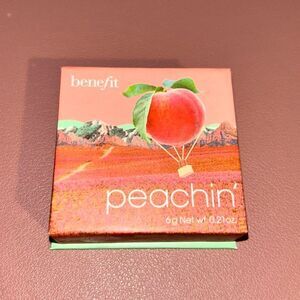 benefit
peachin'
6g Net wt. 0.21oz.